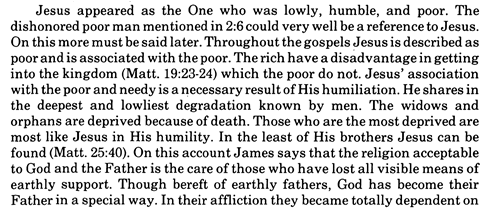 Jesus appeared as the One who was lowly, humble, and poor. The
dishonored poor man mentioned in 2:6 could very well be a reference to Jesus.
On this more must be said later. Throughout the gospels Jesus is described as
poor and is associated with the poor. The rich have a disadvantage in getting
into the kingdom (Matt. 19:23-24) which the poor do not. Jesus' association
with the poor and needy is a necessary result of His humiliation. He shares in
the deepest and lowliest degradation known by men. The widows and
orphans are deprived because of death. Those who are the most deprived are
most like Jesus in His humility. In the least of His brothers Jesus can be
found (Matt. 25:40). On this account James says that the religion acceptable
to God and the Father is the care of those who have lost all visible means of
earthly support. Though bereft of earthly fathers, God has become their
Father in a special way. In their affliction they became totally dependent on